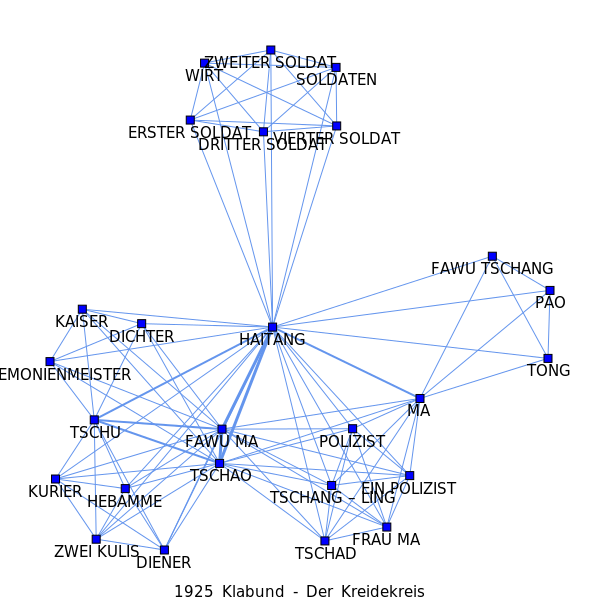 ZWEITER SOLDAT
WIRT
SOLDATEN
ERSTER SOLDAT
VIERTER SOLDAT
DRITTER SOLDAT
FAWU TSCHANG
PAO
KAISER
DICHTER
HAITANG
TONG
EMONIENMEISTER
MA
TSCHU
FAWU MA
POLIZIST
TSCHAO
KURIER
HEBAMME
TSCHANG – LING
EIN POLIZIST
ZWEI KULIS
DIENER
TSCHAD
FRAU MA
1925 Klabund - Der Kreidekreis